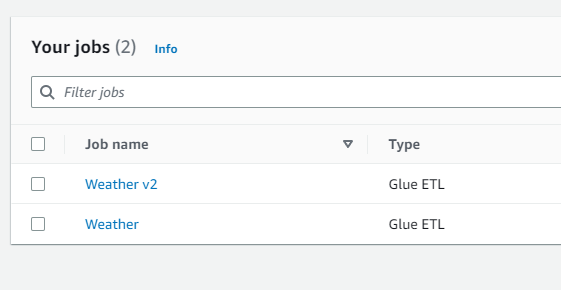 Your jobs (2) Info
Filter jobs
Job name Type
Weather v2 Glue ETL
Weather Glue ETL